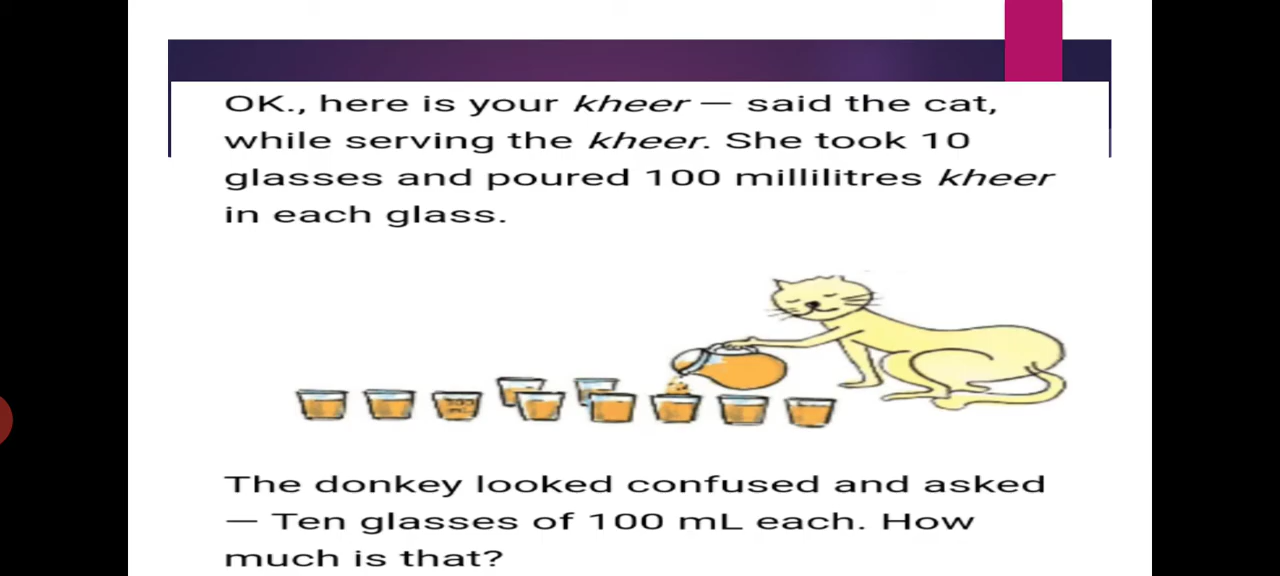 OK., here is your kheer — said the cat,
while serving the kheer. She took 10
glasses and poured 100 millilitres kheer
in each glass.
The donkey looked confused and asked
— Ten glasses of 100 mL each. How
much is that?